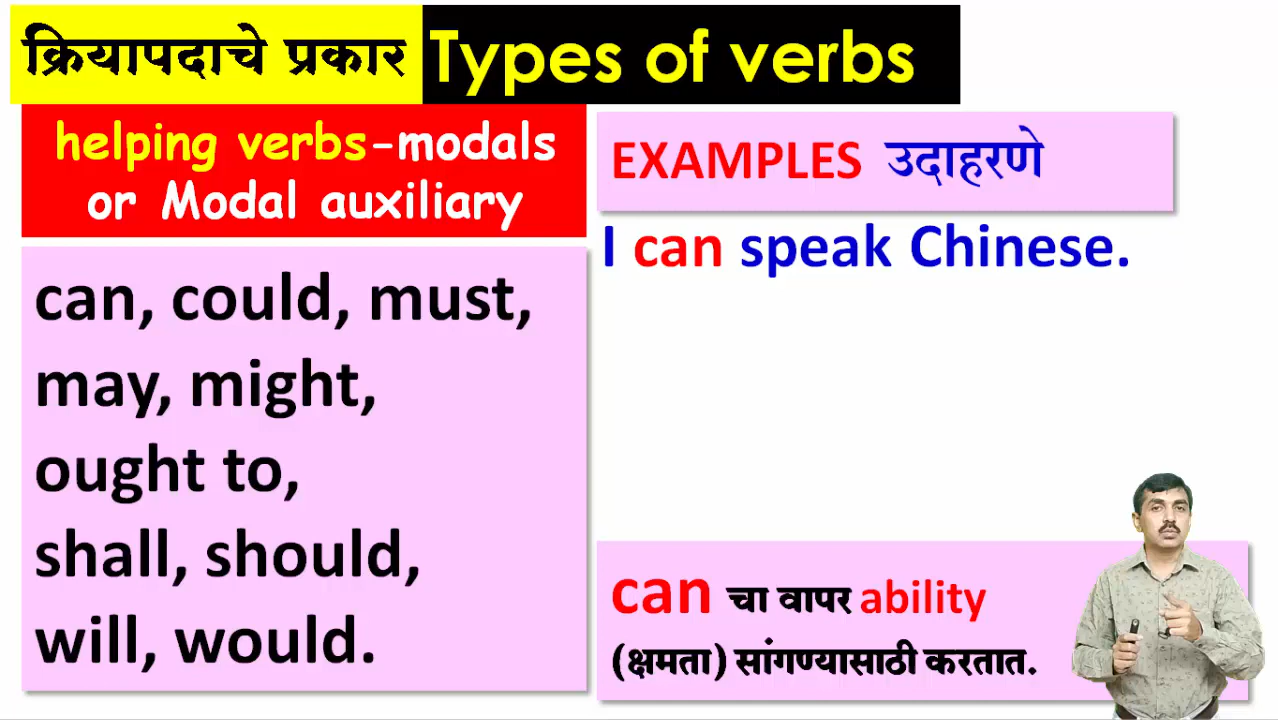 क्रियापदाचे प्रकार Types of verbs
helping verbs-modals
or Modal auxiliary
can, could, must,
may, might,
ought to,
shall, should,
will, would.
EXAMPLES उदाहरणे
I can speak Chinese.
can चा वापर ability
(क्षमता) सांगण्यासाठी करतात.